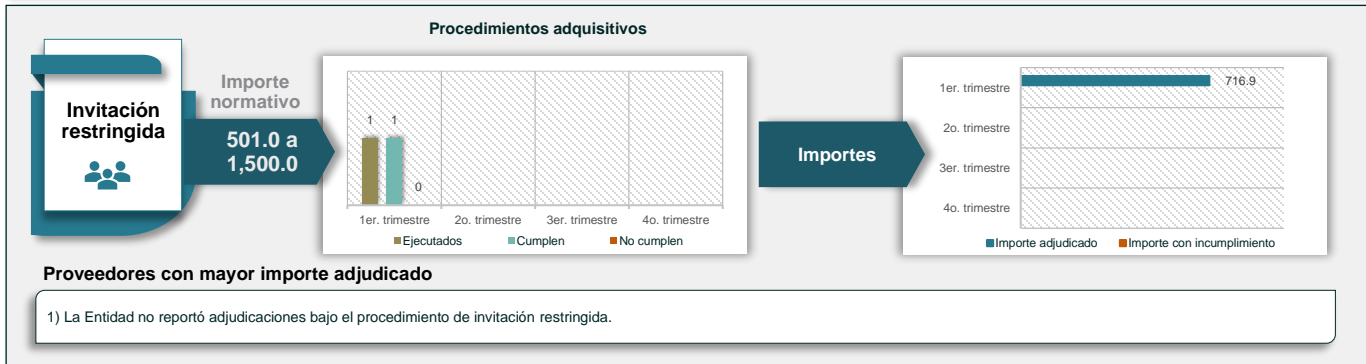 Procedimientos adquisitivos
Invitación
restringida
Importe
normativo
501.0 a
1,500.0
1
1
0
1er. trimestre
2o. trimestre
3er. trimestre
4o. trimestre
Ejecutados
Cumplen
No cumplen
Importes
1er. trimestre
716.9
2o. trimestre
3er. trimestre
4o. trimestre
Importe adjudicado
Importe con incumplimiento
Proveedores con mayor importe adjudicado
1) La Entidad no reportó adjudicaciones bajo el procedimiento de invitación restringida.